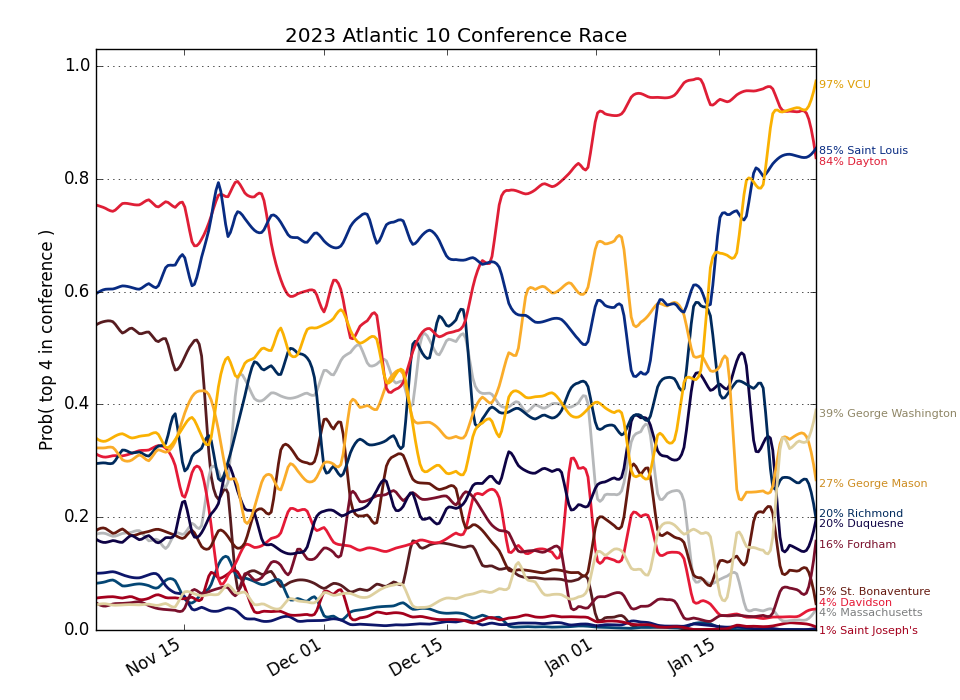 2023 Atlantic 10 Conference Race
Prob( top 4 in conference )
1.0
0.8
0.6
0.4
0.2
0.0
Nov 15
Dec 01
Dec 15
Jan 01
Jan 15
97% VCU
85% Saint Louis
84% Dayton
39% George Washington
27% George Mason
20% Richmond
20% Duquesne
16% Fordham
5% St. Bonaventure
4% Davidson
4% Massachusetts
1% Saint Joseph's